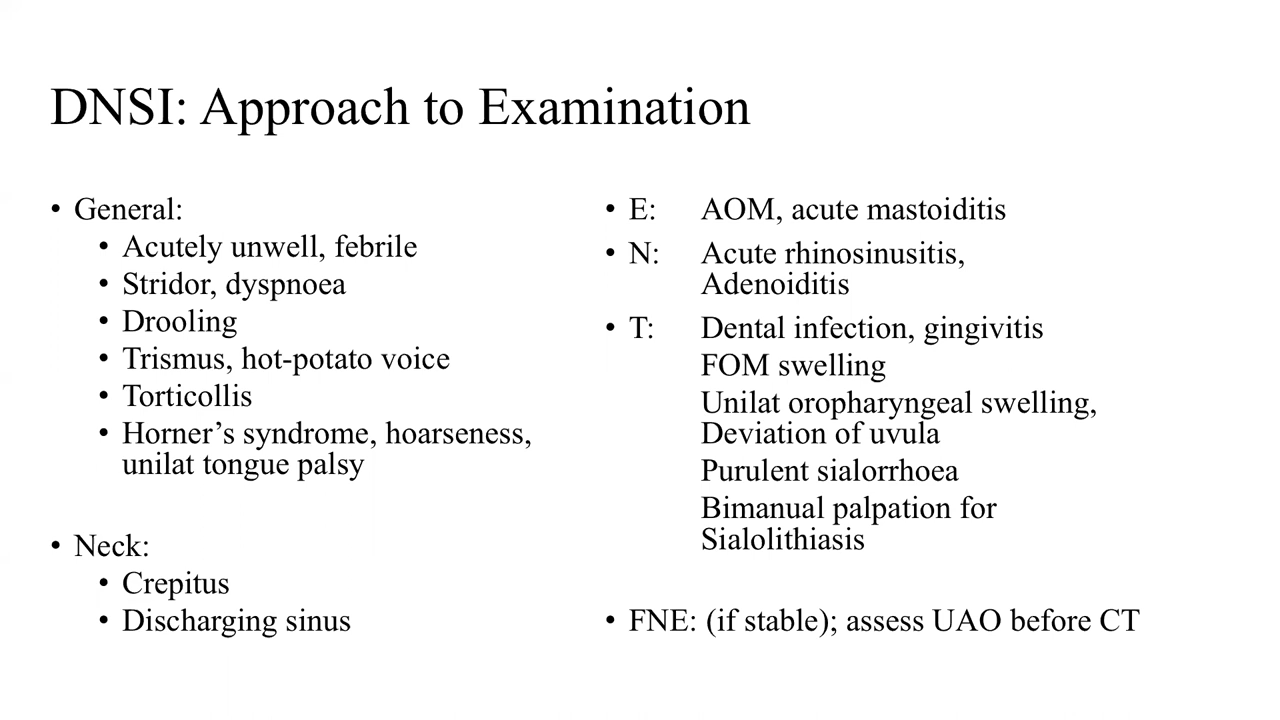 DNSI: Approach to Examination
• General:
• Acutely unwell, febrile
• Stridor, dyspnoea
• Drooling
• Trismus, hot-potato voice
• Torticollis
• Horner’s syndrome, hoarseness,
unilat tongue palsy
• Neck:
• Crepitus
• Discharging sinus
• E: AOM, acute mastoiditis
• N: Acute rhinosinusitis,
Adenoiditis
• T: Dental infection, gingivitis
FOM swelling
Unilat oropharyngeal swelling,
Deviation of uvula
Purulent sialorrhoea
Bimanual palpation for
Sialolithiasis
• FNE: (if stable); assess UAO before CT